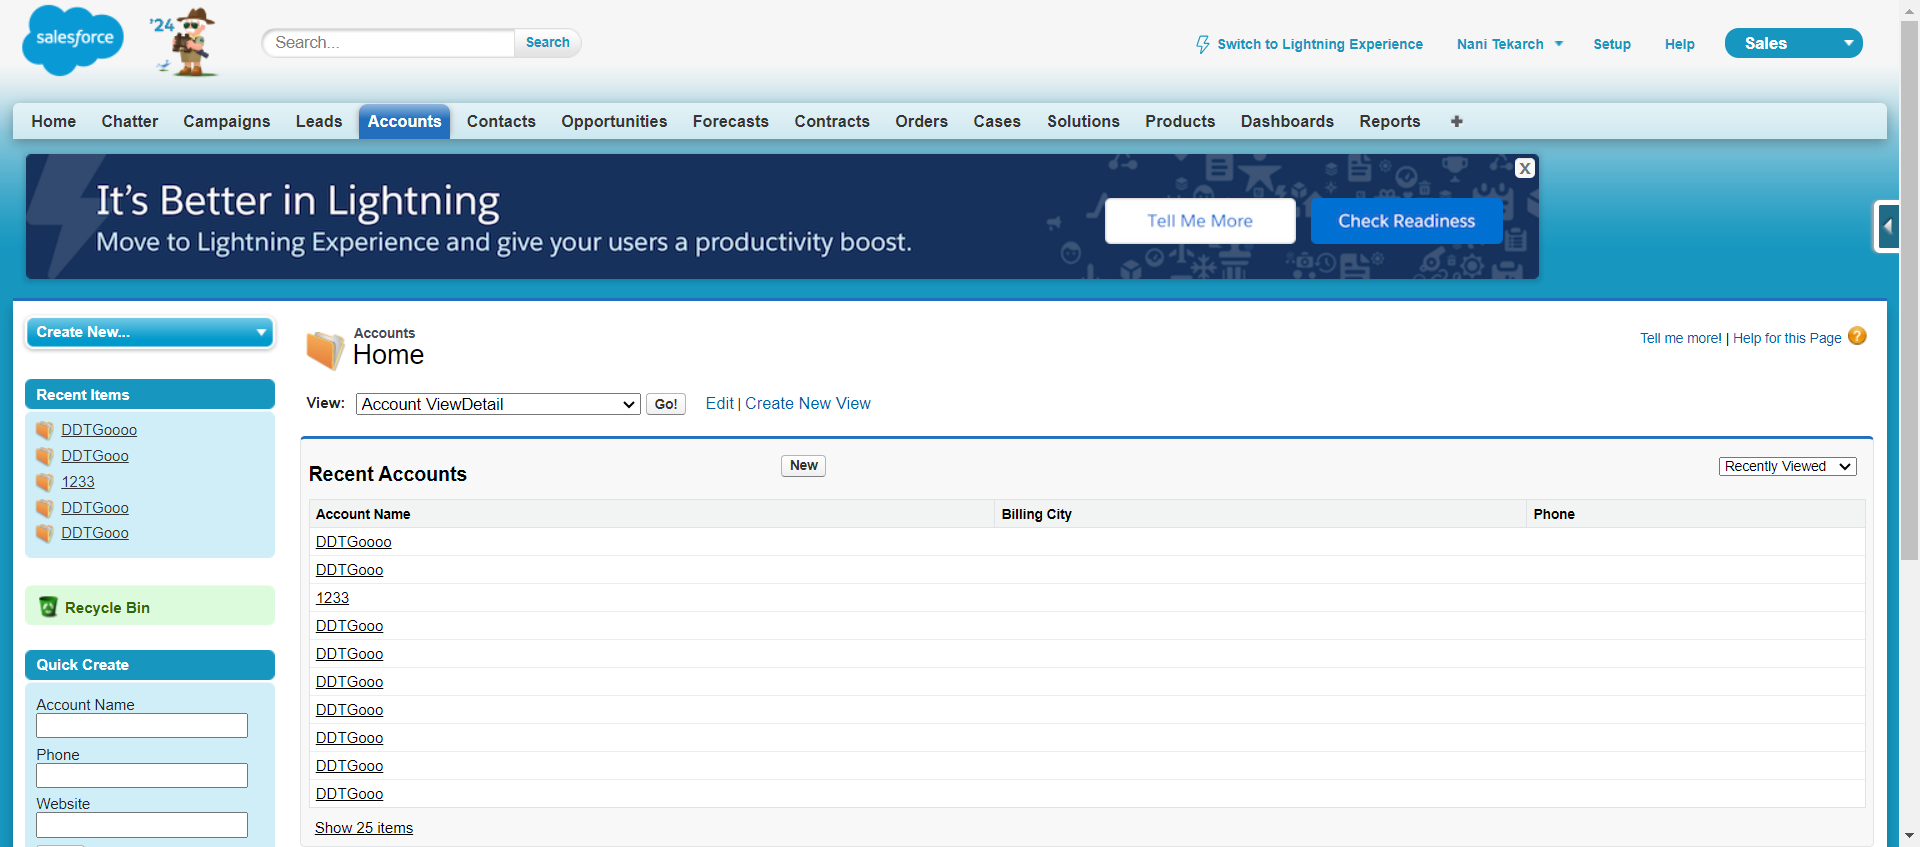 salesforce
'24
Search...
Search
Switch to Lightning Experience
Nani Tekarch
Setup
Help
Sales
Home
Chatter
Campaigns
Leads
Accounts
Contacts
Opportunities
Forecasts
Contracts
Orders
Cases
Solutions
Products
Dashboards
Reports
+
It's Better in Lightning
Move to Lightning Experience and give your users a productivity boost.
Tell Me More
Check Readiness
X
Create New...
Recent Items
DDTGoooo
DDTGooo
1233
DDTGooo
DDTGooo
Recycle Bin
Quick Create
Account Name
Phone
Website
Accounts
Home
Tell me more! | Help for this Page
?
View:
Account ViewDetail
Go!
Edit | Create New View
Recent Accounts
New
Recently Viewed
Account Name
Billing City
Phone
DDTGoooo
DDTGooo
1233
DDTGooo
DDTGooo
DDTGooo
DDTGooo
DDTGooo
DDTGooo
DDTGooo
Show 25 items